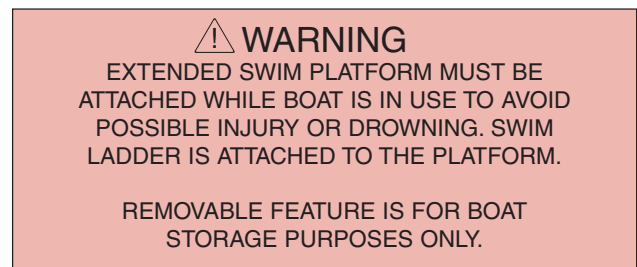 WARNING
EXTENDED SWIM PLATFORM MUST BE
ATTACHED WHILE BOAT IS IN USE TO AVOID
POSSIBLE INJURY OR DROWNING. SWIM
LADDER IS ATTACHED TO THE PLATFORM.
REMOVABLE FEATURE IS FOR BOAT
STORAGE PURPOSES ONLY.